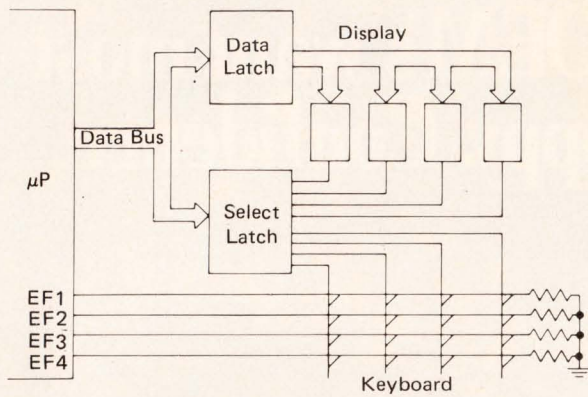 Data
Latch
Display
Data Bus
μP
Select
Latch
EF1
EF2
EF3
EF4
Keyboard